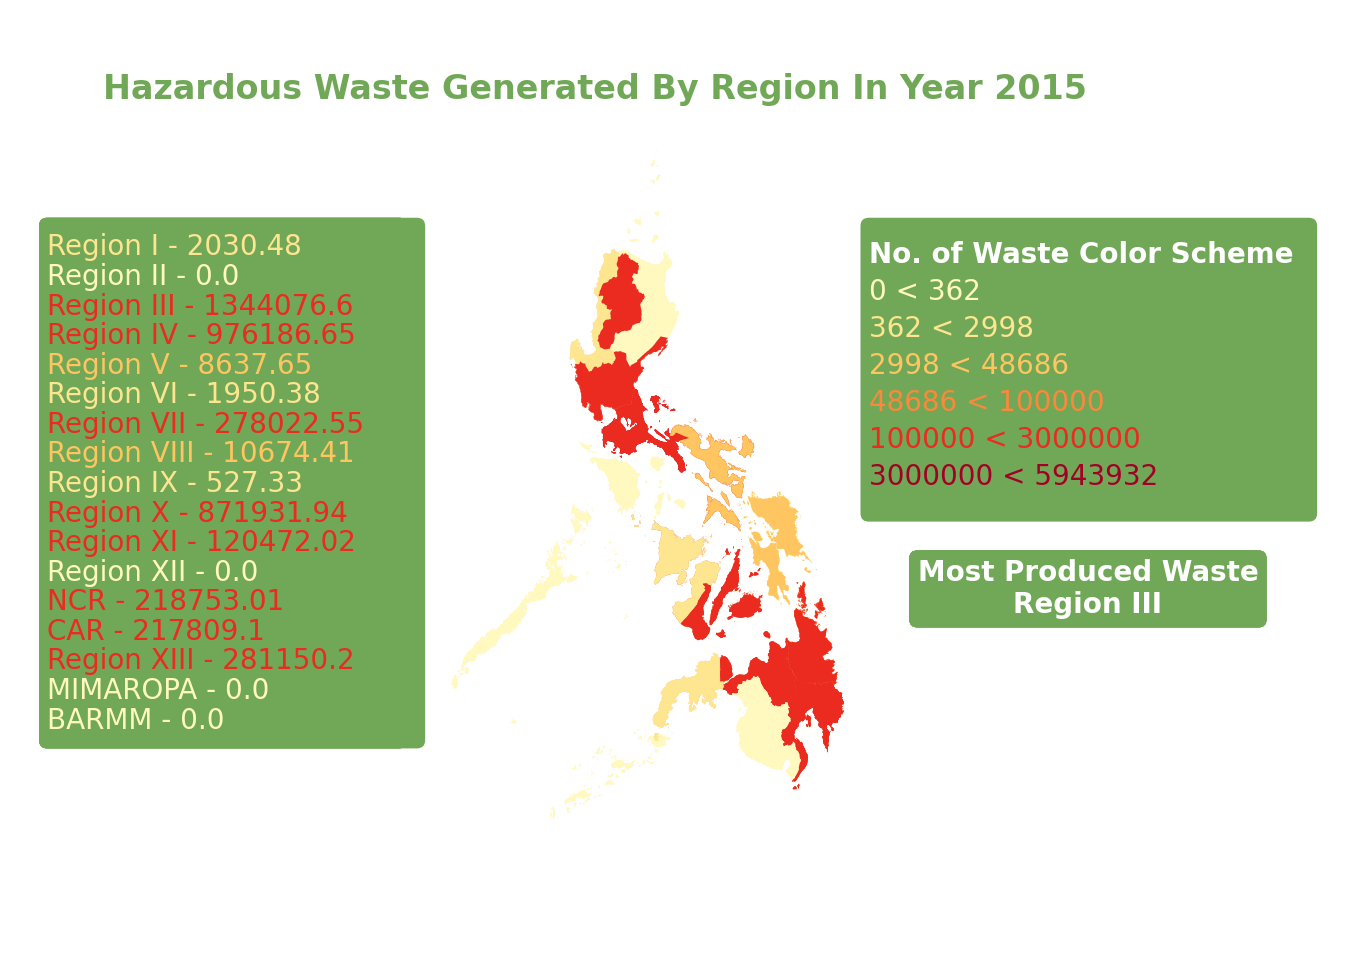 Hazardous Waste Generated By Region In Year 2015
Region I - 2030.48
Region II - 0.0
Region III - 1344076.6
Region IV - 976186.65
Region V - 8637.65
Region VI - 1950.38
Region VII - 278022.55
Region VIII - 10674.41
Region IX - 527.33
Region X - 871931.94
Region XI - 120472.02
Region XII - 0.0
NCR - 218753.01
CAR - 217809.1
Region XIII - 281150.2
MIMAROPA - 0.0
BARMM - 0.0
No. of Waste Color Scheme
0 < 362
362 < 2998
2998 < 48686
48686 < 100000
100000 < 3000000
3000000 < 5943932
Most Produced Waste
Region III